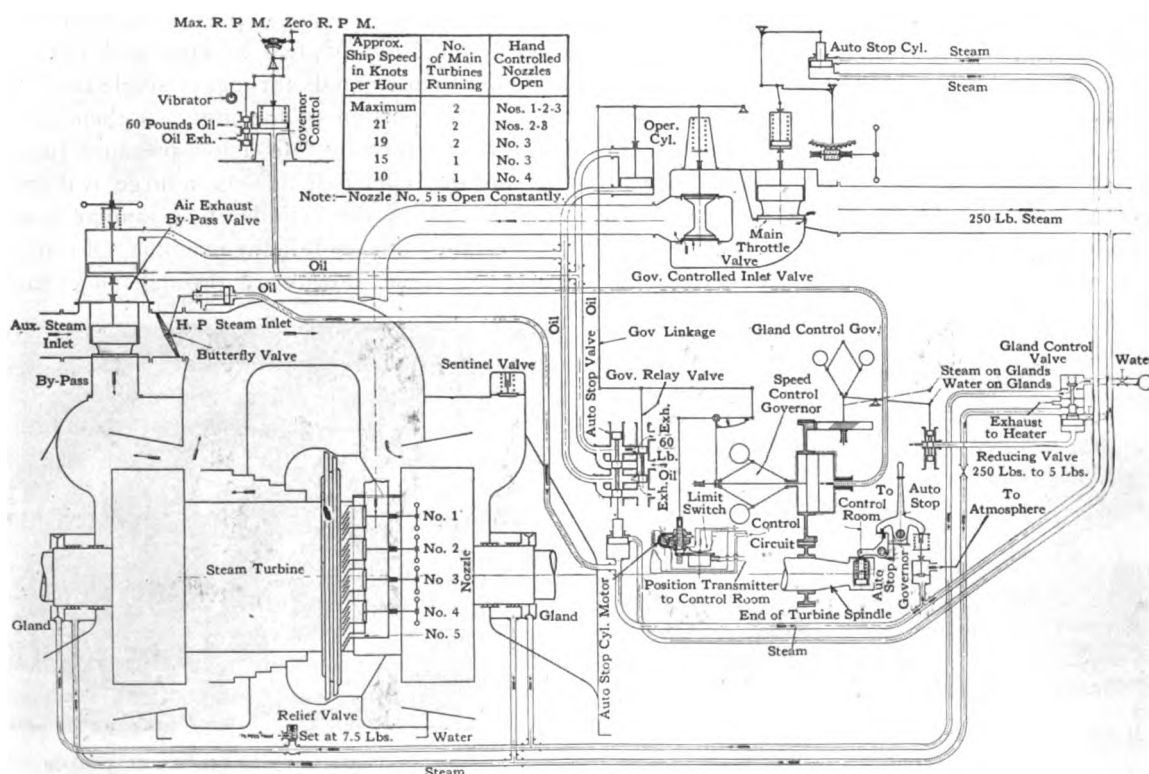 Max. R. P M.
Zero R. P M.
Approx. Ship Speed in Knots per Hour
No. of Main Turbines Running
Hand Controlled Nozzles Open
Maximum 2 Nos. 1-2-3
21 2 Nos. 2-3
19 2 No. 3
15 1 No. 3
10 1 No. 4
Note:—Nozzle No. 5 is Open Constantly.
Vibrator
60 Pounds Oil
Oil Exh.
Governor Control
Auto Stop Cyl.
Steam
Steam
Oper. Cyl.
Air Exhaust
By-Pass Valve
250 Lb. Steam
Main
Throttle
Valve
Gov. Controlled Inlet Valve
Oil
Oil
Oil
Oil
Aux. Steam
Inlet
H. P Steam Inlet
Butterfly Valve
By-Pass
Sentinel Valve
Auto Stop Valve
Gov Linkage
Gov. Relay Valve
Gland Control Gov.
Gland Control
Valve
Water
Steam on Glands
Water on Glands
Speed
Control
Governor
Exhaust
to Heater
Reducing Valve
250 Lbs. to 5 Lbs.
Exh.
60
Lb.
Oil
Exh.
Limit
Switch
Control
Circuit
To
Control
Room
Auto
Stop
To
Atmosphere
Position Transmitter
to Control Room
Auto Stop
Governor
End of Turbine Spindle
Steam
Auto Stop Cyl. Motor
Steam Turbine
No. 1
No. 2
No. 3
No. 4
No. 5
Nozzle
Gland
Gland
Relief Valve
Set at 7.5 Lbs.
Water
Steam